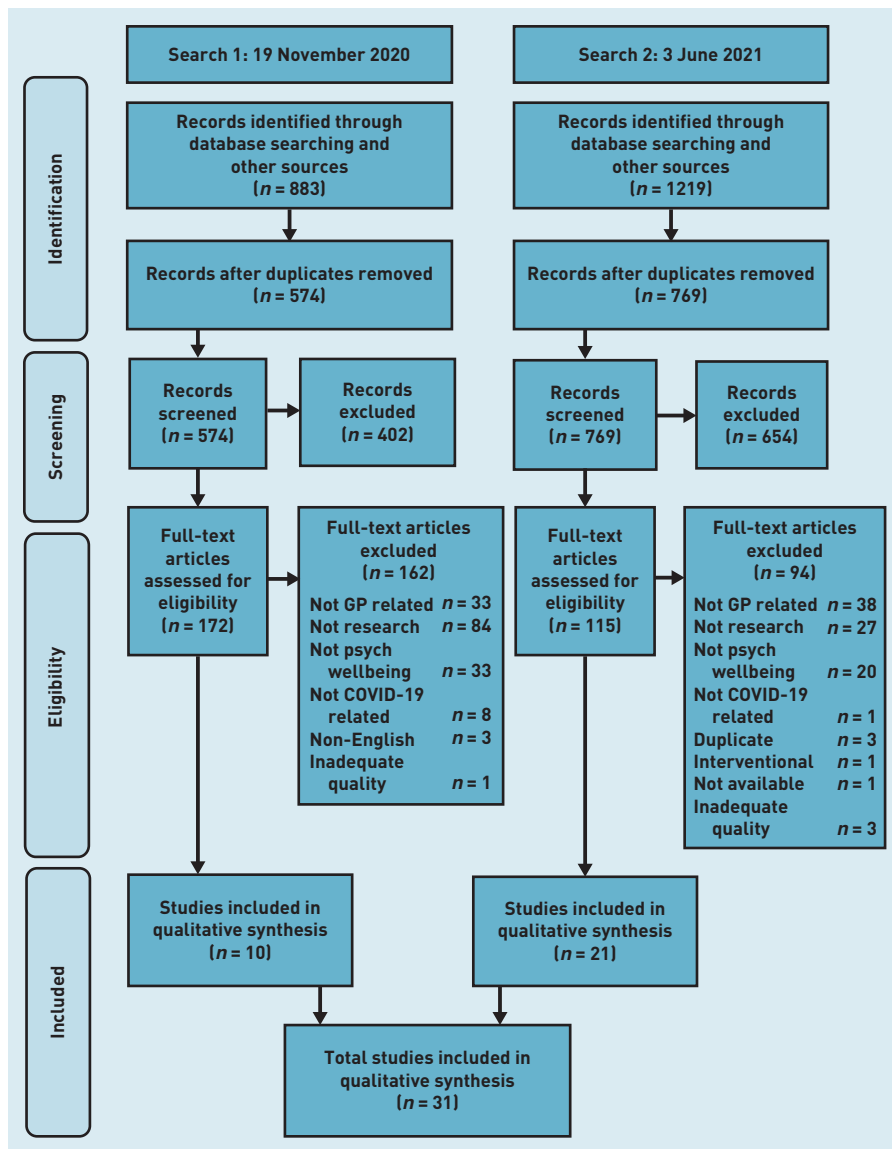 Search 1: 19 November 2020
Search 2: 3 June 2021
Identification
Records identified through
database searching and
other sources
(n = 883)
Records identified through
database searching and
other sources
(n = 1219)
Records after duplicates removed
(n = 574)
Records after duplicates removed
(n = 769)
Screening
Records
screened
(n = 574)
Records
excluded
(n = 402)
Records
screened
(n = 769)
Records
excluded
(n = 654)
Eligibility
Full-text
articles
assessed for
eligibility
(n = 172)
Full-text articles
excluded
(n = 162)
Not GP related n = 33
Not research n = 84
Not psych
wellbeing n = 33
Not COVID-19
related n = 8
Non-English n = 3
Inadequate
quality n = 1
Full-text
articles
assessed for
eligibility
(n = 115)
Full-text articles
excluded
(n = 94)
Not GP related n = 38
Not research n = 27
Not psych
wellbeing n = 20
Not COVID-19
related n = 1
Duplicate n = 3
Interventional n = 1
Not available n = 1
Inadequate
quality n = 3
Included
Studies included in
qualitative synthesis
(n = 10)
Studies included in
qualitative synthesis
(n = 21)
Total studies included in
qualitative synthesis
(n = 31)